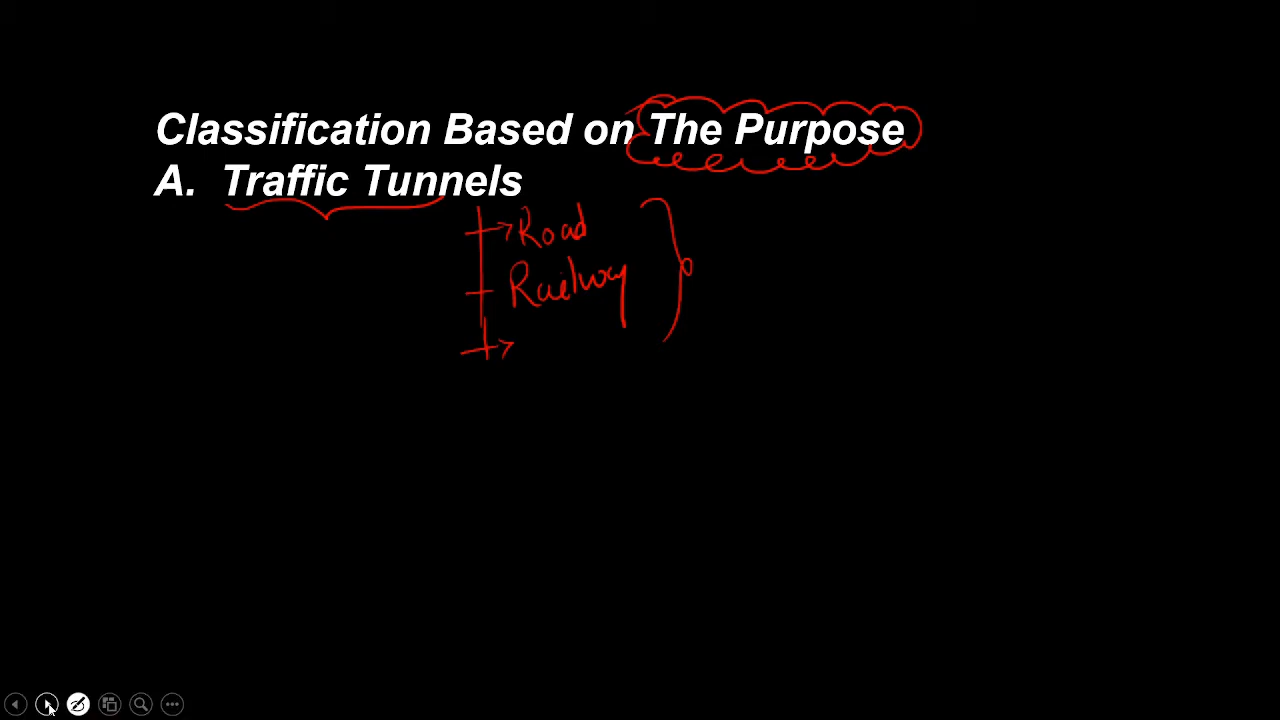 Classification Based on The Purpose
A. Traffic Tunnels
Road
Railway